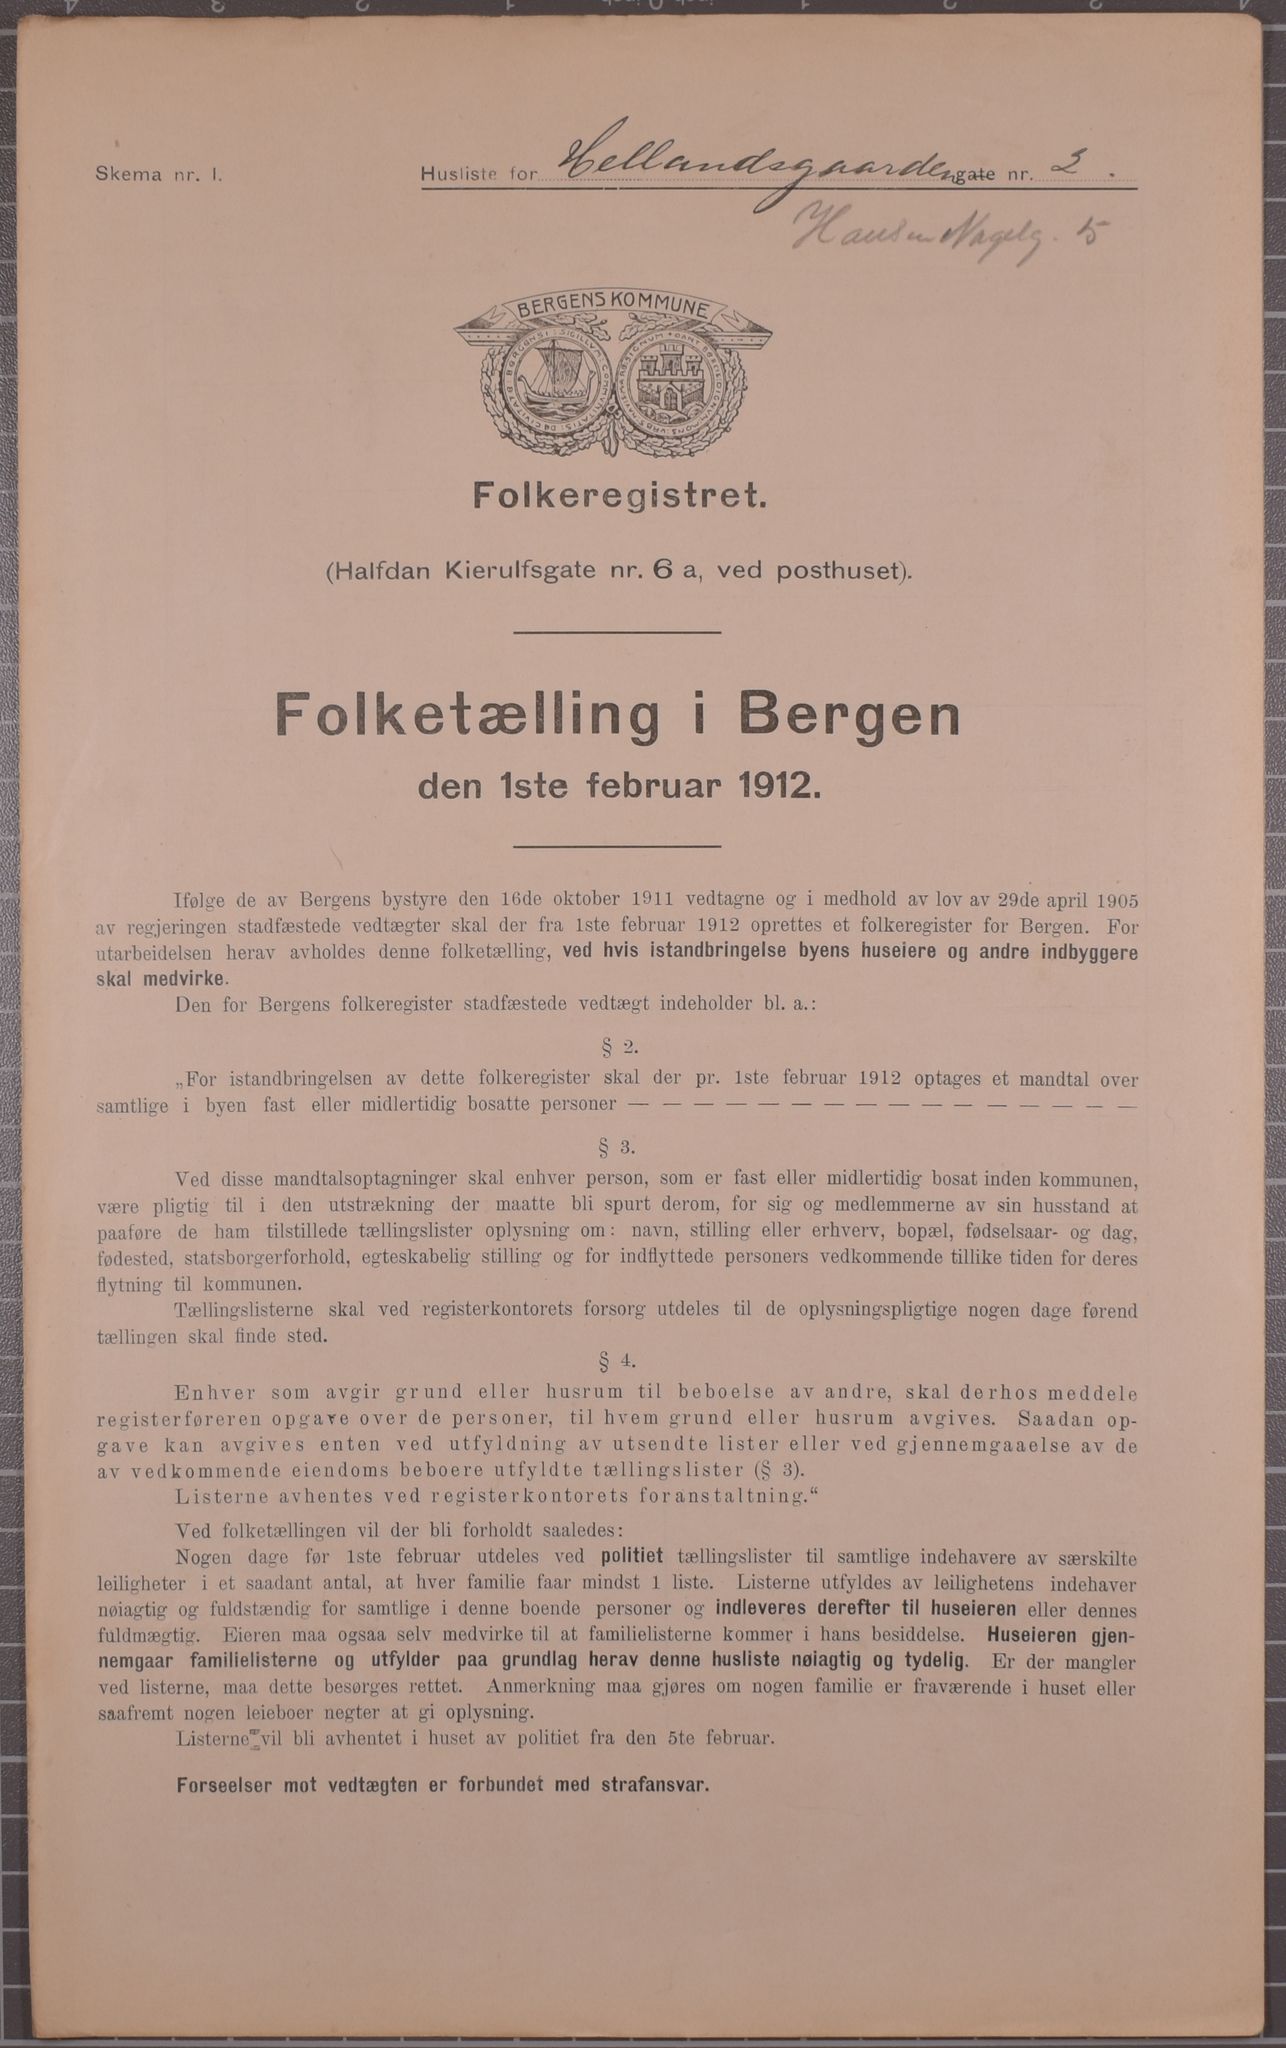 Skema nr. I. Husliste for Hellandsgaarden gate nr. 3.
Nagelg. 15
BERGENS KOMMUNE
Folkeregistret.
(Halfdan Kierulfsgate nr. 6 a, ved posthuset).
Folketælling i Bergen
den 1ste februar 1912.
Ifølge de av Bergens bystyre den 16de oktober 1911 vedtagne og i medhold av lov av 29de april 1905
av regjeringen stadfæstede vedtægter skal der fra 1ste februar 1912 oprettes et folkeregister for Bergen. For
utarbeidelsen herav avholdes denne folketælling, ved hvis istandbringelse byens huseiere og andre indbyggere
skal medvirke.
Den for Bergens folkeregister stadfæstede vedtægt indeholder bl. a.:
§ 2.
„For istandbringelsen av dette folkeregister skal der pr. 1ste februar 1912 optages et mandtal over
samtlige i byen fast eller midlertidig bosatte personer — — — — — — — — — — — — — — — —
§ 3.
Ved disse mandtalsoptagninger skal enhver person, som er fast eller midlertidig bosat inden kommunen,
være pligtig til i den utstrækning der maatte bli spurt derom, for sig og medlemmerne av sin husstand at
paaføre de ham tilstillede tællingslister oplysning om: navn, stilling eller erhverv, bopæl, fødselsaar- og dag,
fødested, statsborgerforhold, egteskabelig stilling og for indflyttede personers vedkommende tillike tiden for deres
flytning til kommunen.
Tællingslisterne skal ved registerkontorets forsorg utdeles til de oplysningspligtige nogen dage førend
tællingen skal finde sted.
§ 4.
Enhver som avgir grund eller husrum til beboelse av andre, skal derhos meddele
registerføreren opgave over de personer, til hvem grund eller husrum avgives. Saadan op-
gave kan avgives enten ved utfyldning av utsendte lister eller ved gjennemgaaelse av de
av vedkommende eiendoms beboere utfyldte tællingslister (§ 3).
Listerne avhentes ved registerkontorets foranstaltning.“
Ved folketællingen vil der bli forholdt saaledes:
Nogen dage før 1ste februar utdeles ved politiet tællingslister til samtlige indehavere av særskilte
leiligheter i et saadant antal, at hver familie faar mindst 1 liste. Listerne utfyldes av leilighetens indehaver
nøiagtig og fuldstændig for samtlige i denne boende personer og indleveres derefter til huseieren eller dennes
fuldmægtig. Eieren maa ogsaa selv medvirke til at familielisterne kommer i hans besiddelse. Huseieren gjen-
nemgaar familielisterne og utfylder paa grundlag herav denne husliste nøiagtig og tydelig. Er der mangler
ved listerne, maa dette besørges rettet. Anmerkning maa gjøres om nogen familie er fraværende i huset eller
saafremt nogen leieboer negter at gi oplysning.
Listerne vil bli avhentet i huset av politiet fra den 5te februar.
Forseelser mot vedtægten er forbundet med strafansvar.